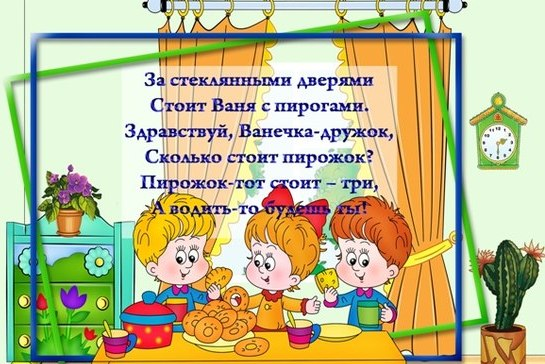 За стеклянными дверями
Стоит Ваня с пирогами.
Здравствуй, Ванечка-дружок,
Сколько стоит пирожок?
Пирожок-тот стоит – три,
А водить-то будешь ты!